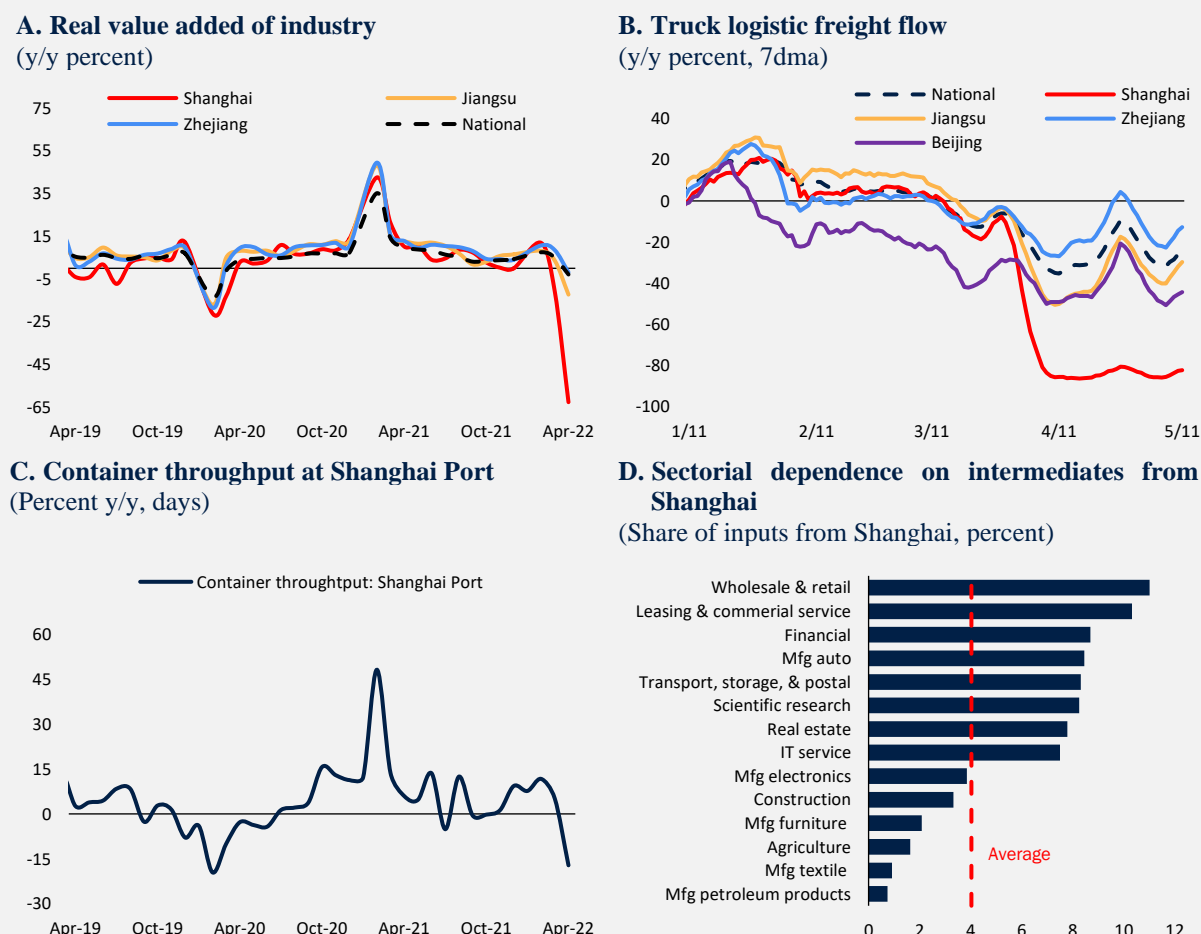 A. Real value added of industry
(y/y percent)
Shanghai
Jiangsu
Zhejiang
National
75
55
35
15
-5
-25
-45
-65
Apr-19
Oct-19
Apr-20
Oct-20
Apr-21
Oct-21
Apr-22
B. Truck logistic freight flow
(y/y percent, 7dma)
National
Shanghai
Jiangsu
Zhejiang
Beijing
40
20
0
-20
-40
-60
-80
-100
1/11
2/11
3/11
4/11
5/11
C. Container throughput at Shanghai Port
(Percent y/y, days)
Container throughtput: Shanghai Port
60
45
30
15
0
-15
-30
Apr-19
Oct-19
Apr-20
Oct-20
Apr-21
Oct-21
Apr-22
D. Sectorial dependence on intermediates from
Shanghai
(Share of inputs from Shanghai, percent)
Wholesale & retail
Leasing & commerial service
Financial
Mfg auto
Transport, storage, & postal
Scientific research
Real estate
IT service
Mfg electronics
Construction
Mfg furniture
Agriculture
Mfg textile
Mfg petroleum products
Average
0
2
4
6
8
10
12